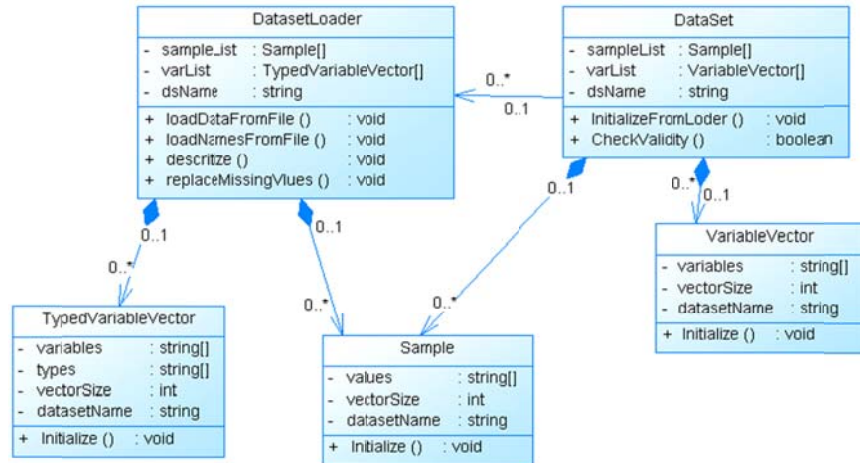 DatasetLoader
- sampleList : Sample[]
- varList : TypedVariableVector[]
- dsName : string
+ loadDataFromFile () : void
+ loadNamesFromFile () : void
+ descritze () : void
+ replaceMissingVlues () : void
DataSet
- sampleList : Sample[]
- varList : VariableVector[]
- dsName : string
+ InitializeFromLoder () : void
+ CheckValidity () : boolean
0..*
0..1
0..1
0..*
0..1
0..*
0..1
0..*
0..*
0..1
VariableVector
- variables : string[]
- vectorSize : int
- datasetName : string
+ Initialize () : void
TypedVariableVector
- variables : string[]
- types : string[]
- vectorSize : int
- datasetName : string
+ Initialize () : void
Sample
- values : string[]
- vectorSize : int
- datasetName : string
+ Initialize () : void